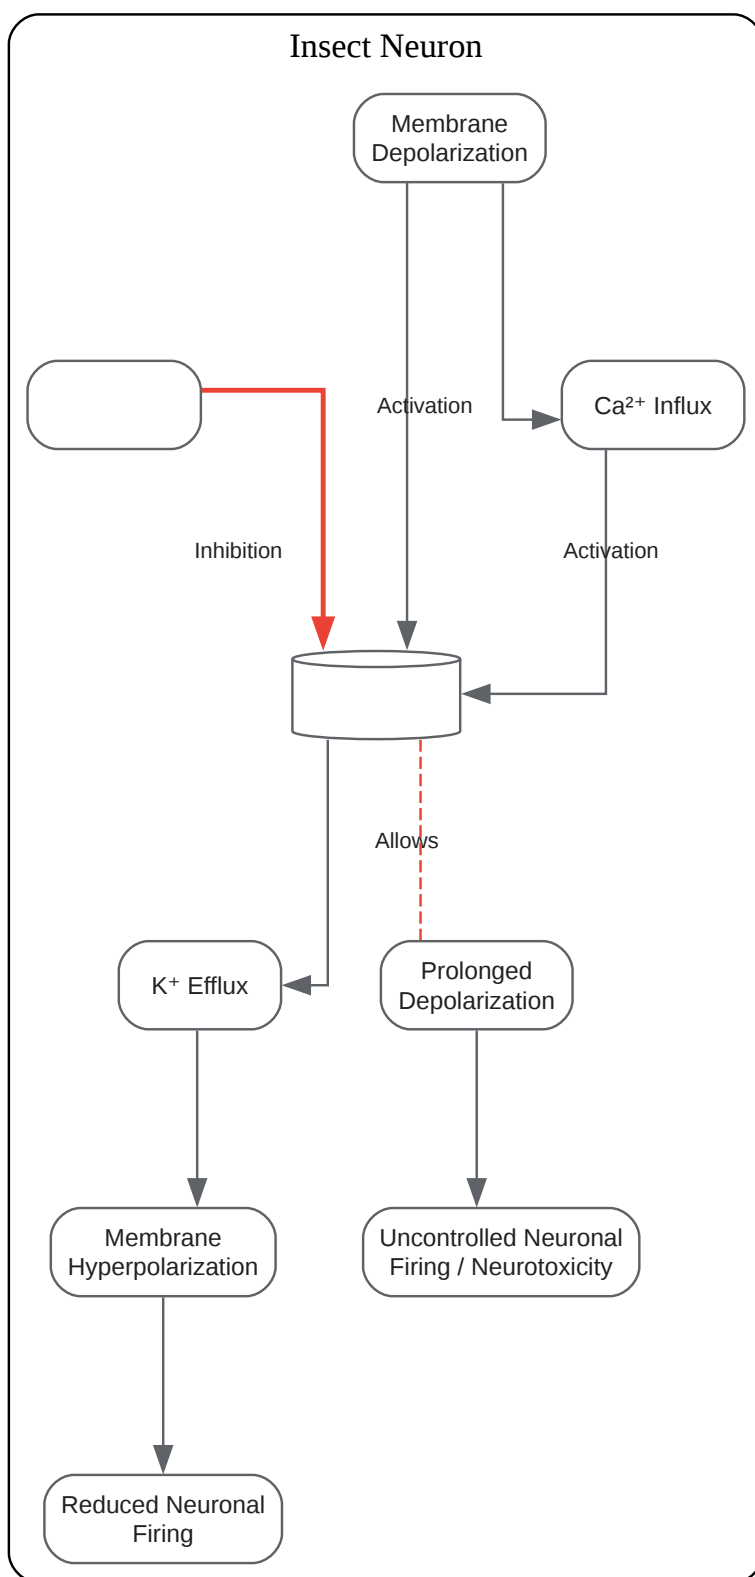 Insect Neuron
Membrane
Depolarization
Activation
Ca²⁺ Influx
Inhibition
Activation
Allows
K⁺ Efflux
Prolonged
Depolarization
Membrane
Hyperpolarization
Uncontrolled Neuronal
Firing / Neurotoxicity
Reduced Neuronal
Firing